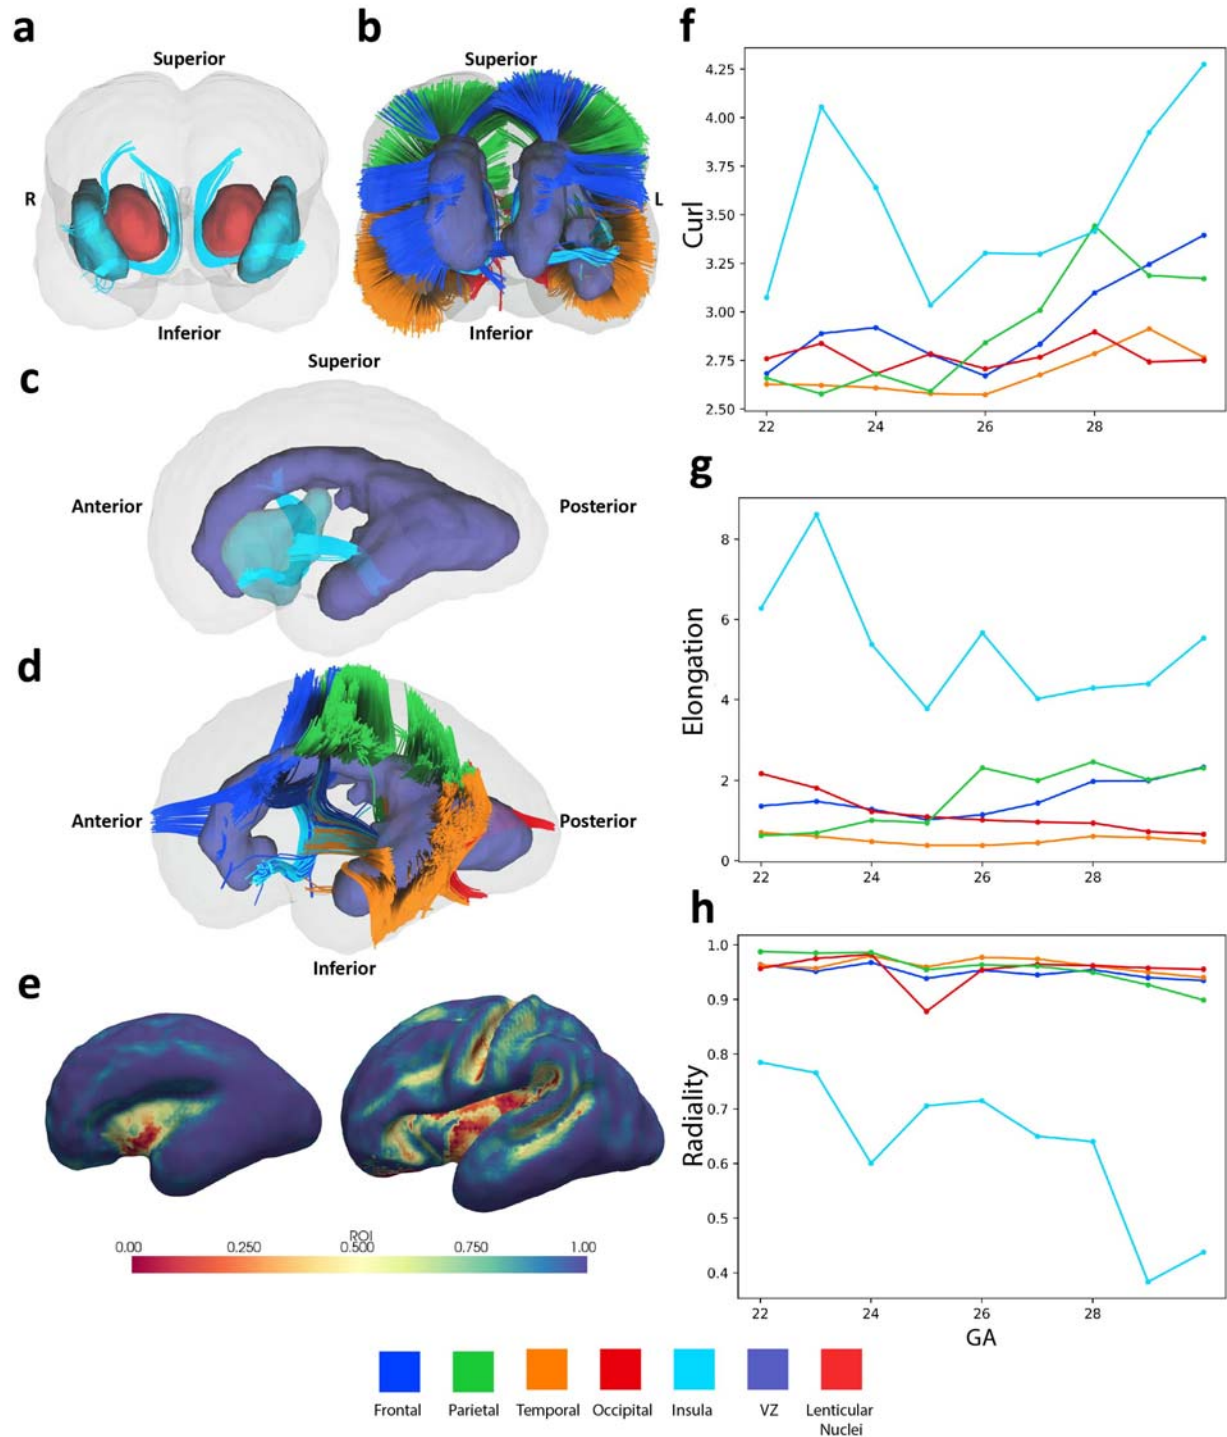 a
Superior
R
Inferior
b
Superior
L
Inferior
c
Superior
Anterior
Posterior
d
Anterior
Posterior
Inferior
e
ROI
0.00 0.250 0.500 0.750 1.00
f
Curl
4.25
4.00
3.75
3.50
3.25
3.00
2.75
2.50
22 24 26 28
g
Elongation
8
6
4
2
0
22 24 26 28
h
Radiality
1.0
0.9
0.8
0.7
0.6
0.5
0.4
22 24 26 28
GA
Frontal Parietal Temporal Occipital Insula VZ Lenticular
Nuclei